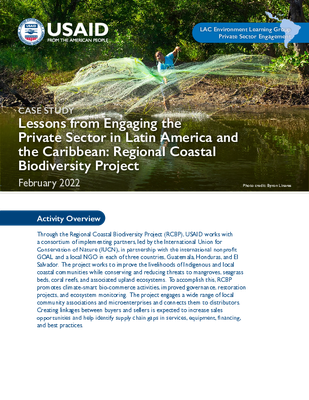 LAC Environment Learning Group
Private Sector Engagement
USAID
FROM THE AMERICAN PEOPLE
CASE STUDY
Lessons from Engaging the
Private Sector in Latin America and
the Caribbean: Regional Coastal
Biodiversity Project
February 2022
Photo credit: Byron Linares
Activity Overview
Through the Regional Coastal Biodiversity Project (RCBP), USAID works with
a consortium of implementing partners, led by the International Union for
Conservation of Nature (IUCN), in partnership with the international nonprofit
GOAL and a local NGO in each of three countries, Guatemala, Honduras, and El
Salvador. The project works to improve the livelihoods of Indigenous and local
coastal communities while conserving and reducing threats to mangroves, seagrass
beds, coral reefs, and associated upland ecosystems. To accomplish this, RCBP
promotes climate-smart bio-commerce activities, improved governance, restoration
projects, and ecosystem monitoring. The project engages a wide range of local
community associations and microenterprises and connects them to distributors.
Creating linkages between buyers and sellers is expected to increase sales
opportunities and help identify supply chain gaps in services, equipment, financing,
and best practices.